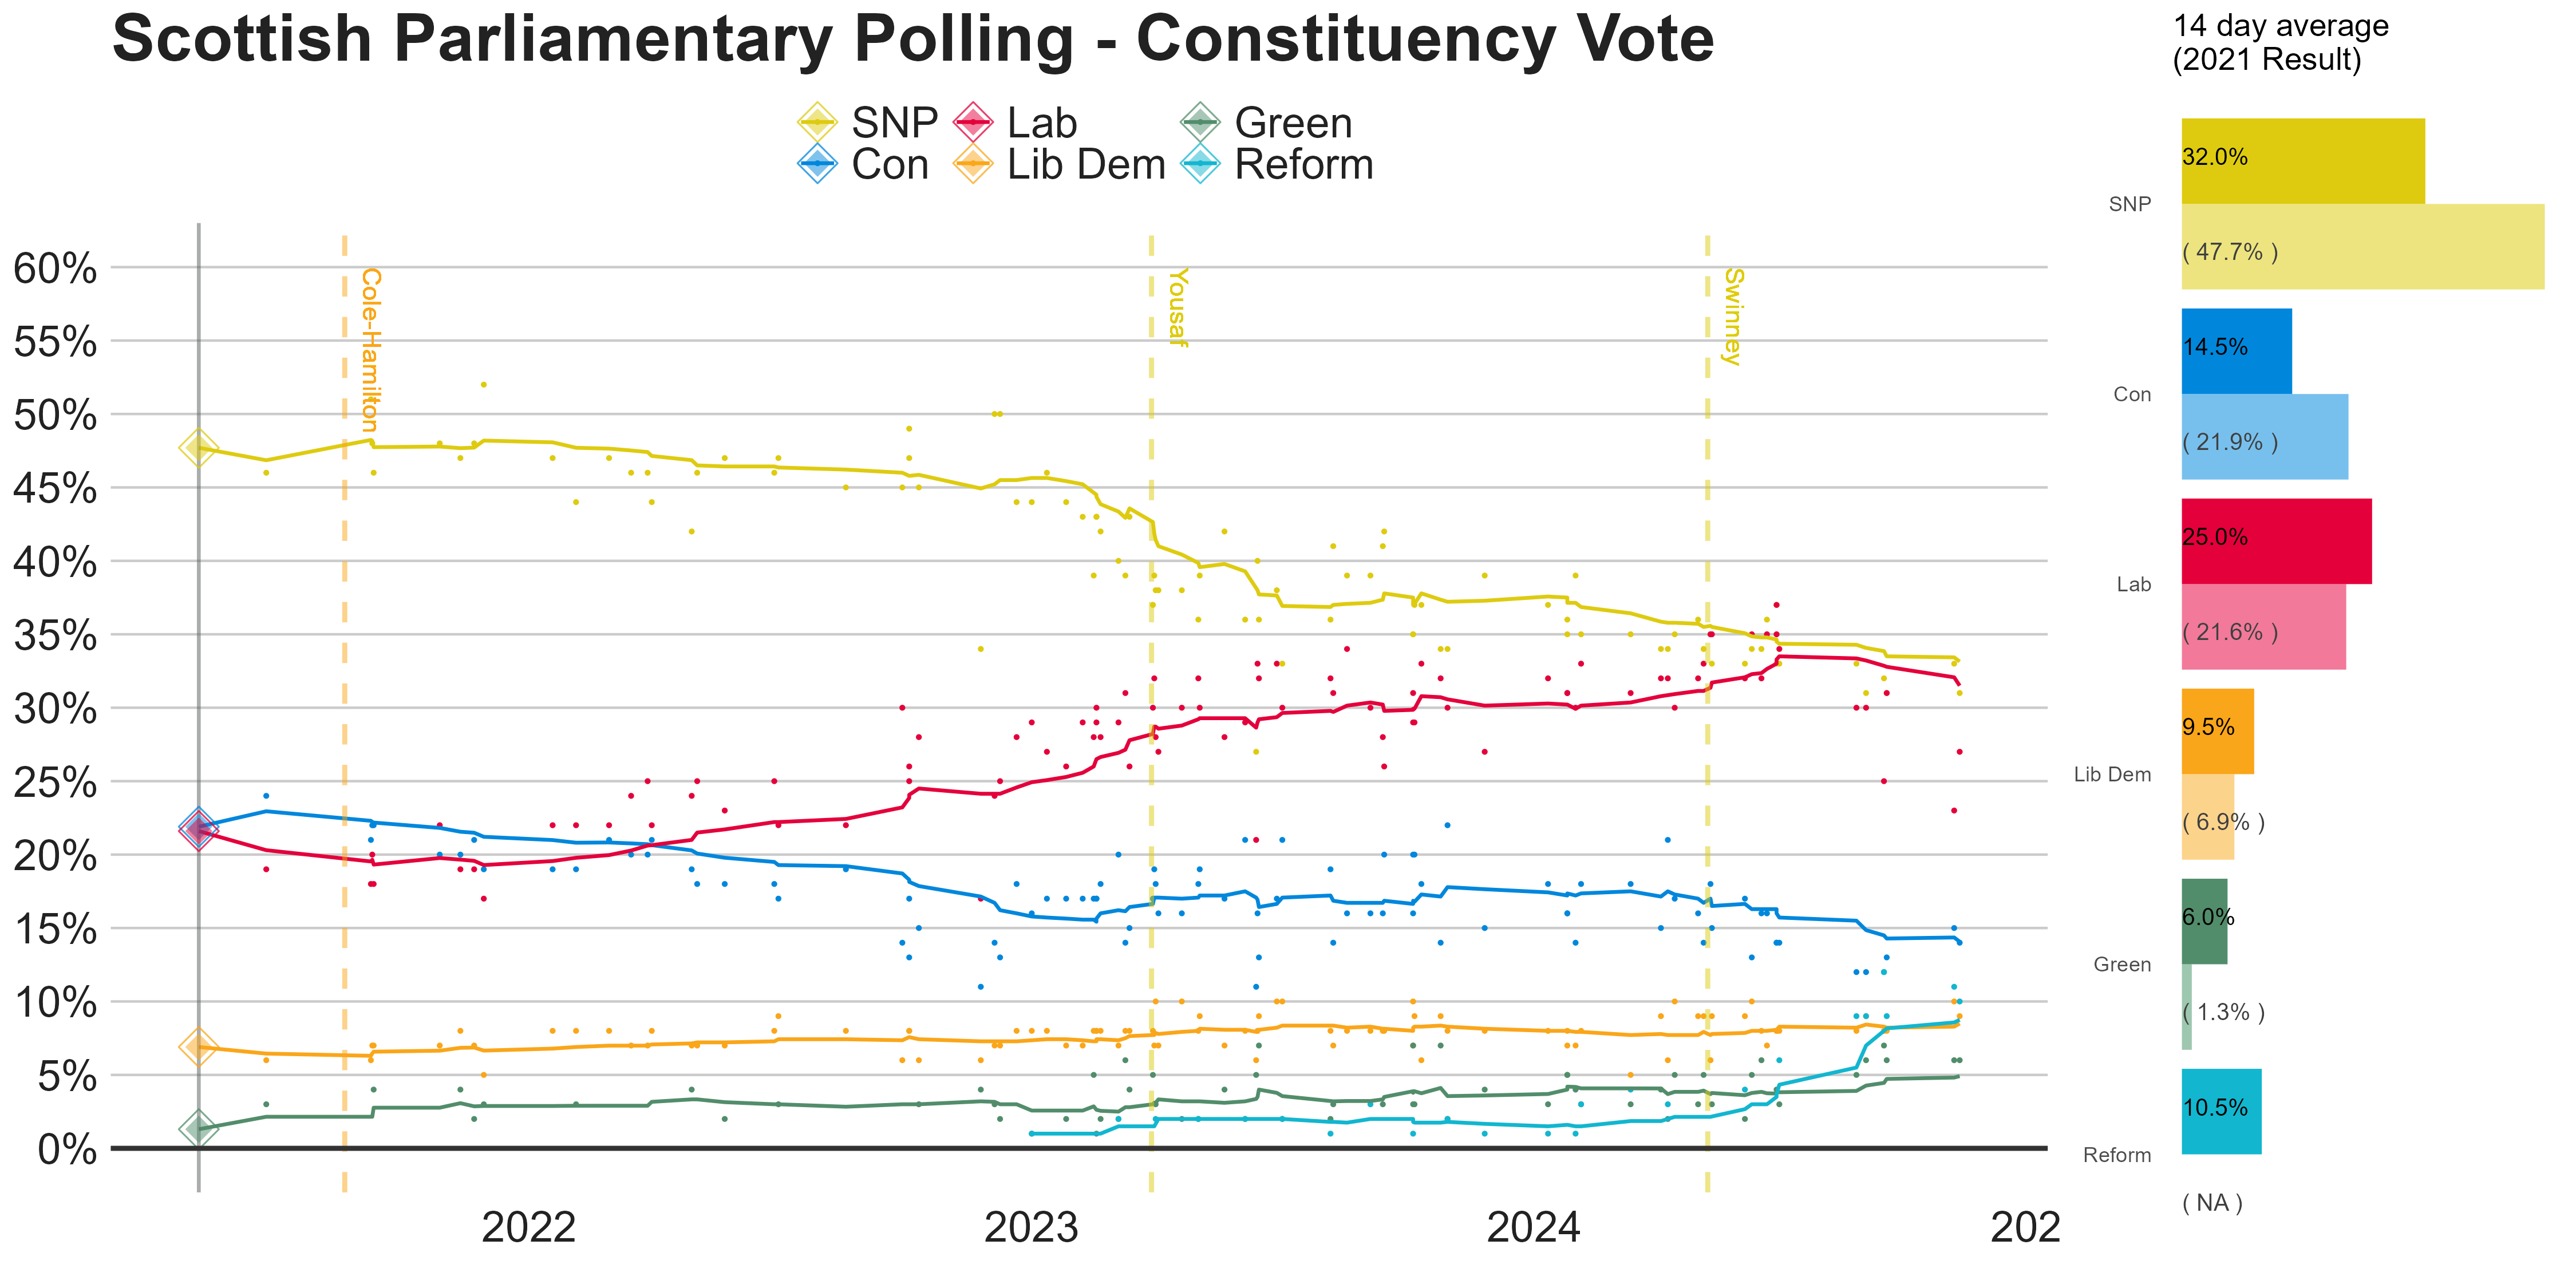 Scottish Parliamentary Polling - Constituency Vote
14 day average
(2021 Result)
SNP Lab Green
Con Lib Dem Reform
60%
55%
50%
45%
40%
35%
30%
25%
20%
15%
10%
5%
0%
Cole-Hamilton
Yousaf
Swinney
2022 2023 2024 202
SNP
32.0%
( 47.7% )
Con
14.5%
( 21.9% )
Lab
25.0%
( 21.6% )
Lib Dem
9.5%
( 6.9% )
Green
6.0%
( 1.3% )
Reform
10.5%
( NA )